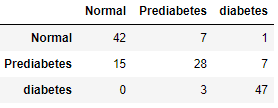 Normal Prediabetes diabetes
Normal 42 7 1
Prediabetes 15 28 7
diabetes 0 3 47